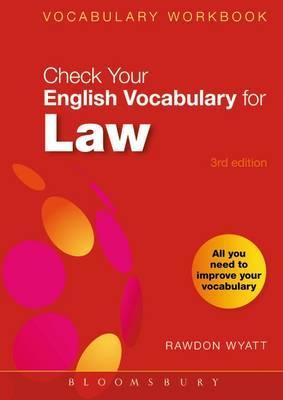 VOCABULARY WORKBOOK
Check Your
English Vocabulary for
Law
3rd edition
All you
need to
improve your
vocabulary
RAWDON WYATT
BLOOMSBURY